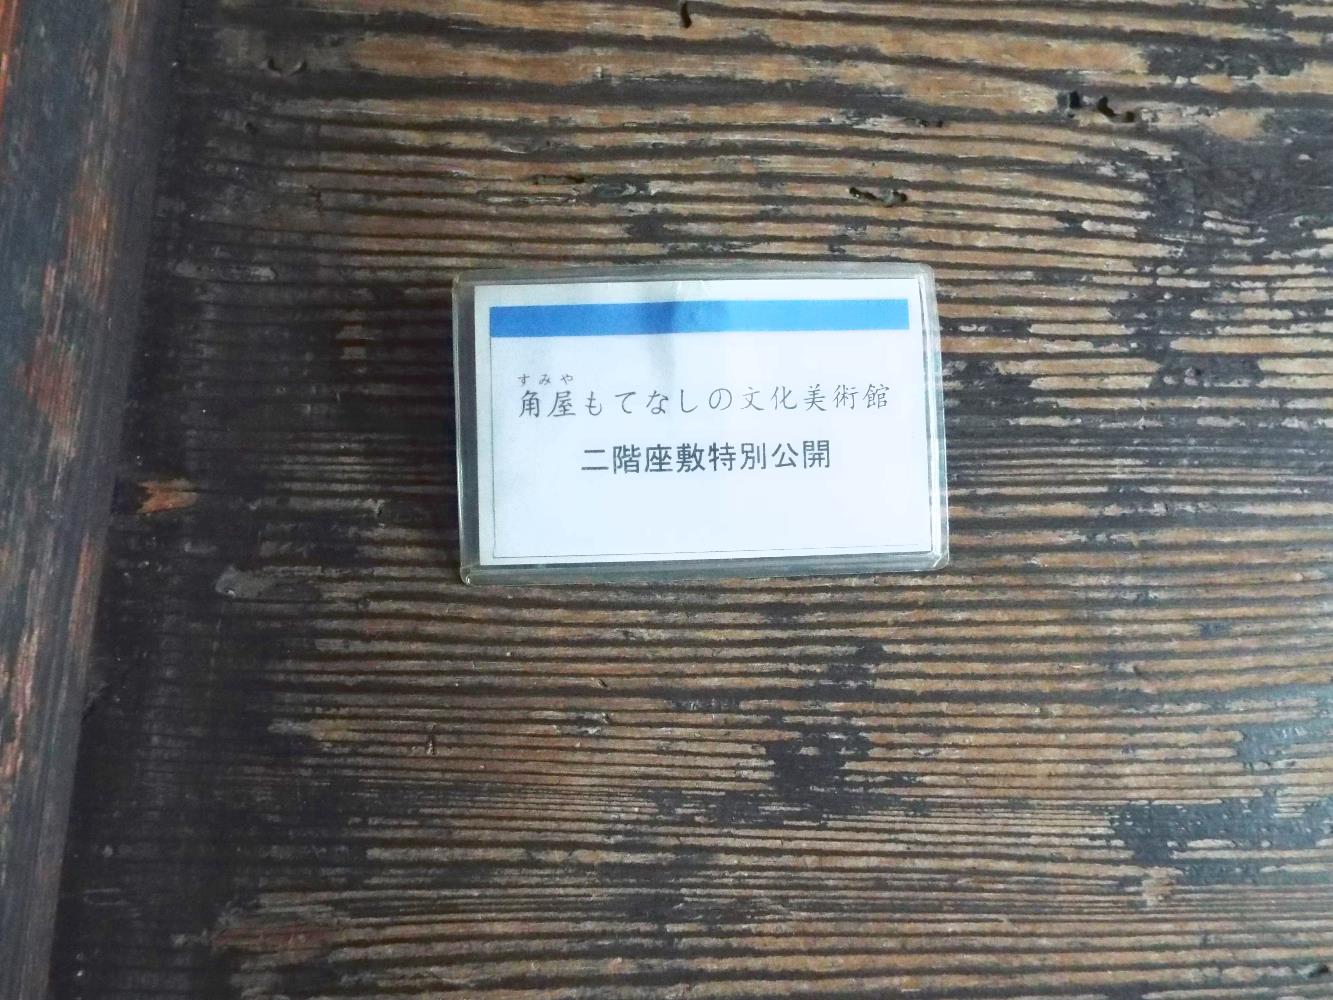 すみや
角屋もてなしの文化美術館
二階座敷特別公開